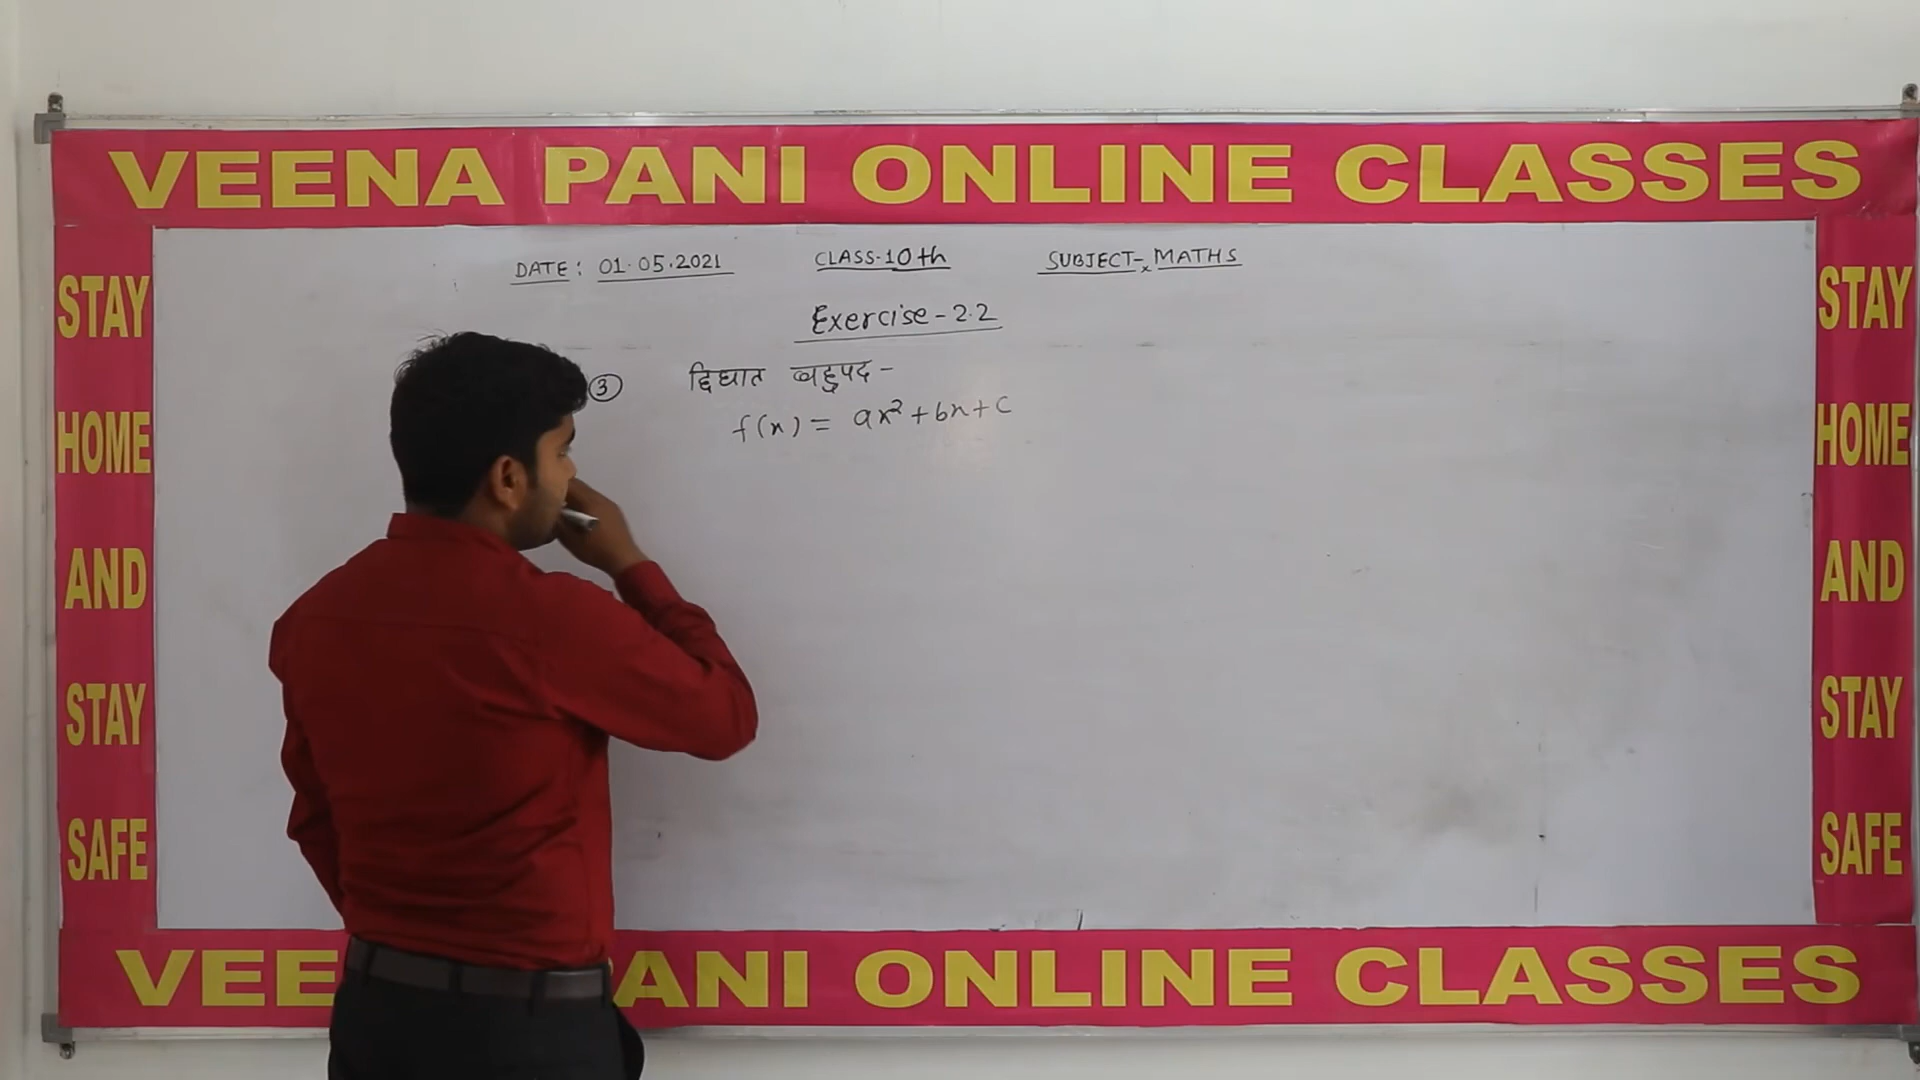 VEENA PANI ONLINE CLASSES
DATE: 01.05.2021 CLASS-10th SUBJECT-MATHS
Exercise-2.2
③ द्विघात बहुपद-
f(x) = ax²+bx+c
STAY
HOME
AND
STAY
SAFE
STAY
HOME
AND
STAY
SAFE
VEE ANI ONLINE CLASSES